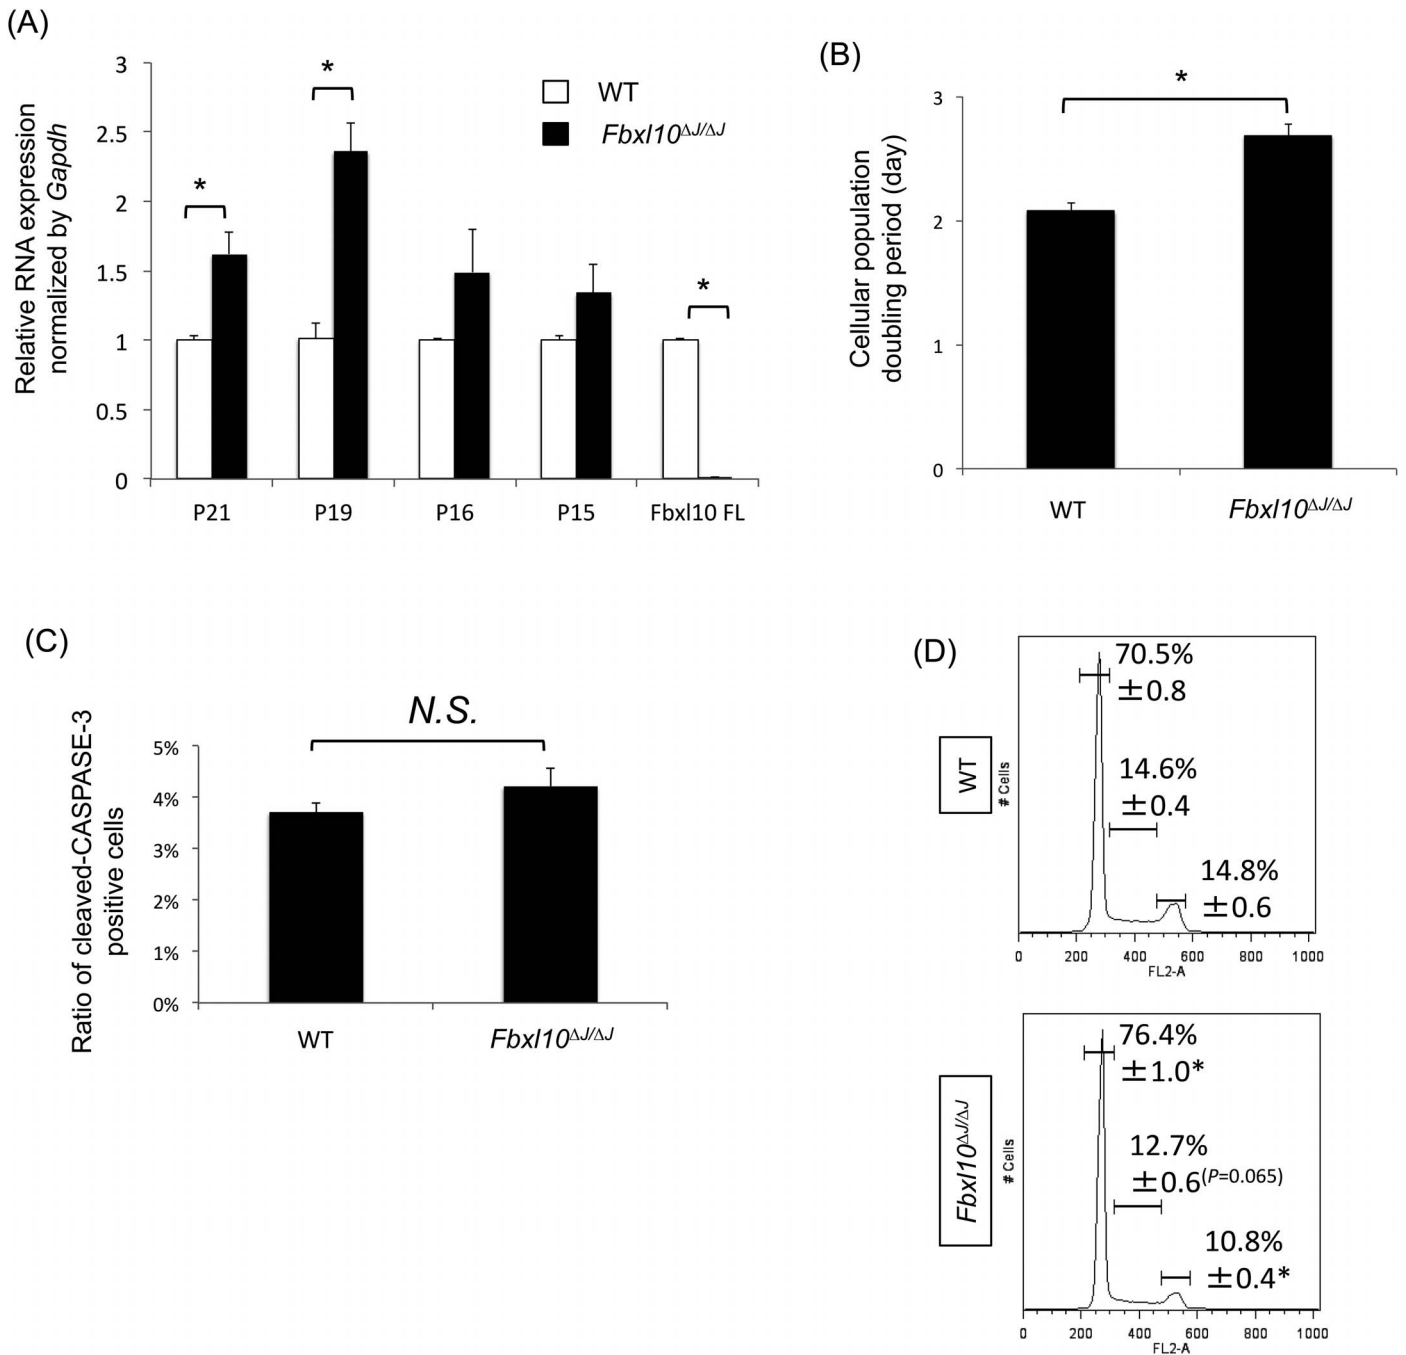 (A)
Relative RNA expression
normalized by Gapdh
3
2.5
2
1.5
1
0.5
0
*
*
*
WT
Fbxl10ΔJ/ΔJ
P21
P19
P16
P15
Fbxl10 FL
(B)
Cellular population
doubling period (day)
3
2
1
0
*
WT
Fbxl10ΔJ/ΔJ
(C)
Ratio of cleaved-CASPASE-3
positive cells
5%
4%
3%
2%
1%
0%
N.S.
WT
Fbxl10ΔJ/ΔJ
(D)
WT
# Cells
70.5%
±0.8
14.6%
±0.4
14.8%
±0.6
0 200 400 600 800 1000
FL2-A
Fbxl10ΔJ/ΔJ
# Cells
76.4%
±1.0*
12.7%
±0.6(P=0.065)
10.8%
±0.4*
0 200 400 600 800 1000
FL2-A